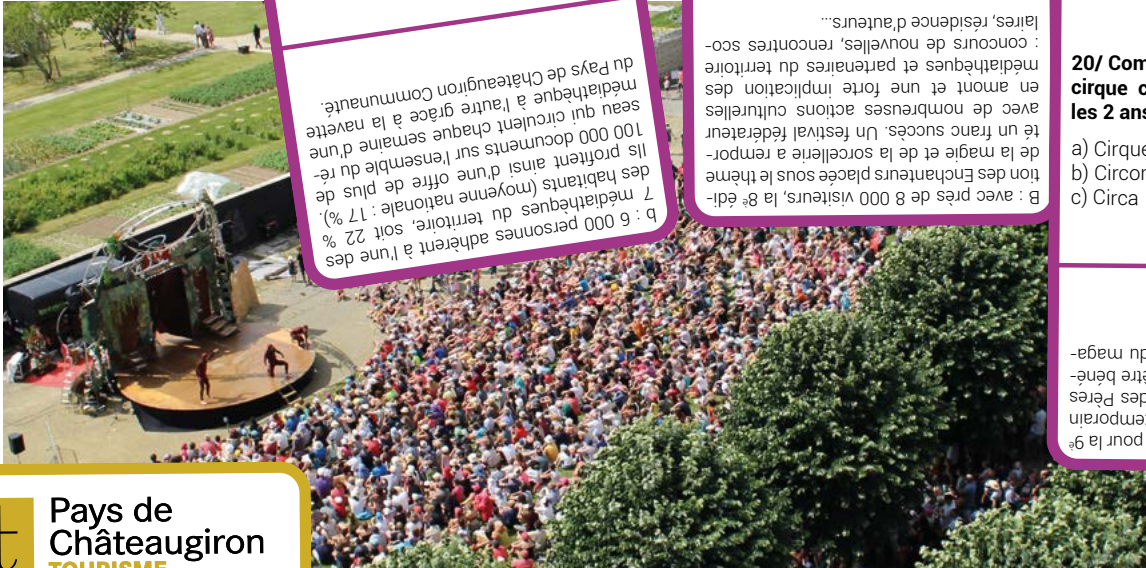 b : 6 000 personnes adhèrent à l'une des
7 médiathèques du territoire, soit 22 %
des habitants (moyenne nationale : 17 %).
Ils profitent ainsi d'une offre de plus de
100 000 documents sur l'ensemble du ré-
seau qui circulent chaque semaine d'une
médiathèque à l'autre grâce à la navette
du Pays de Châteaugiron Communauté.
B : avec près de 8 000 visiteurs, la 8ᵉ édi-
tion des Enchanteurs placée sous le thème
de la magie et de la sorcellerie a rempor-
té un franc succès. Un festival fédérateur
avec de nombreuses actions culturelles
en amont et une forte implication des
médiathèques et partenaires du territoire
: concours de nouvelles, rencontres sco-
laires, résidence d'auteurs...
20/ Com
cirque c
les 2 ans
a) Cirque
b) Circon
c) Circa
pour la 9ᵉ
temporain
des Pères
être béné-
du maga-
Pays de
Châteaugiron
TOURISME